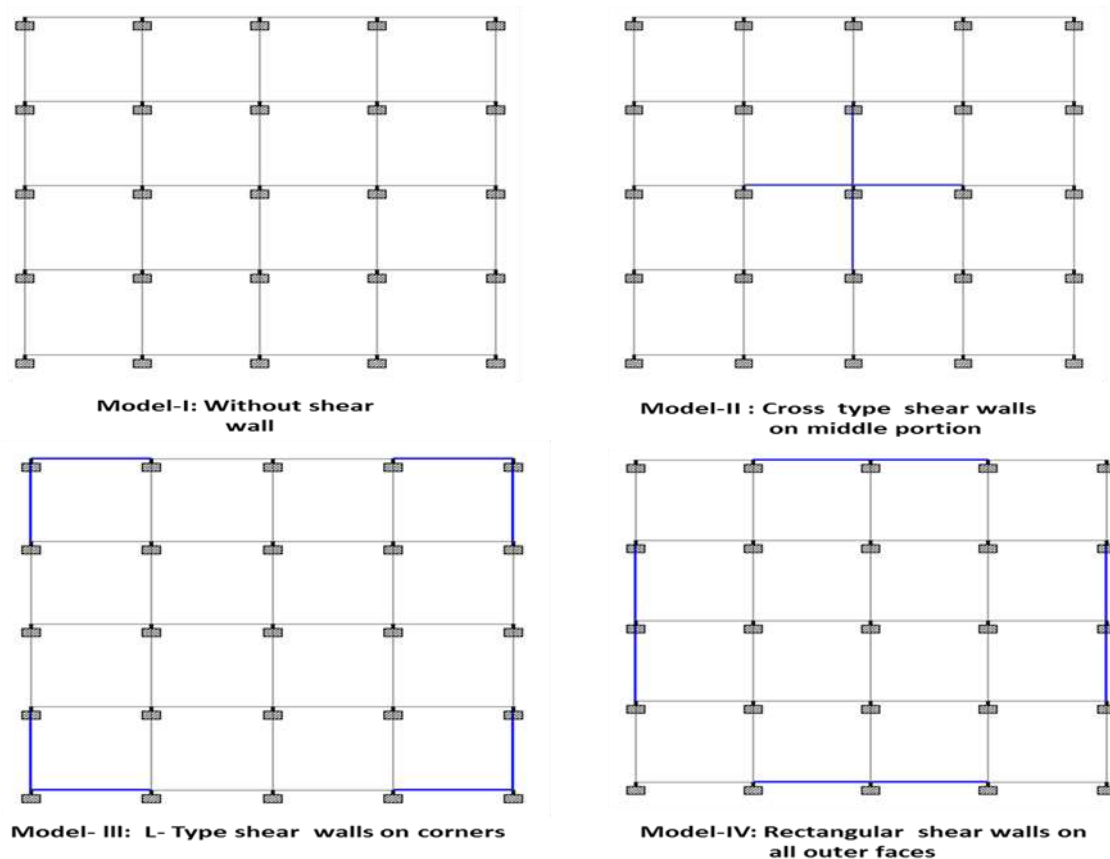 Model-I: Without shear
wall
Model-II : Cross type shear walls
on middle portion
Model- III: L- Type shear walls on corners
Model-IV: Rectangular shear walls on
all outer faces